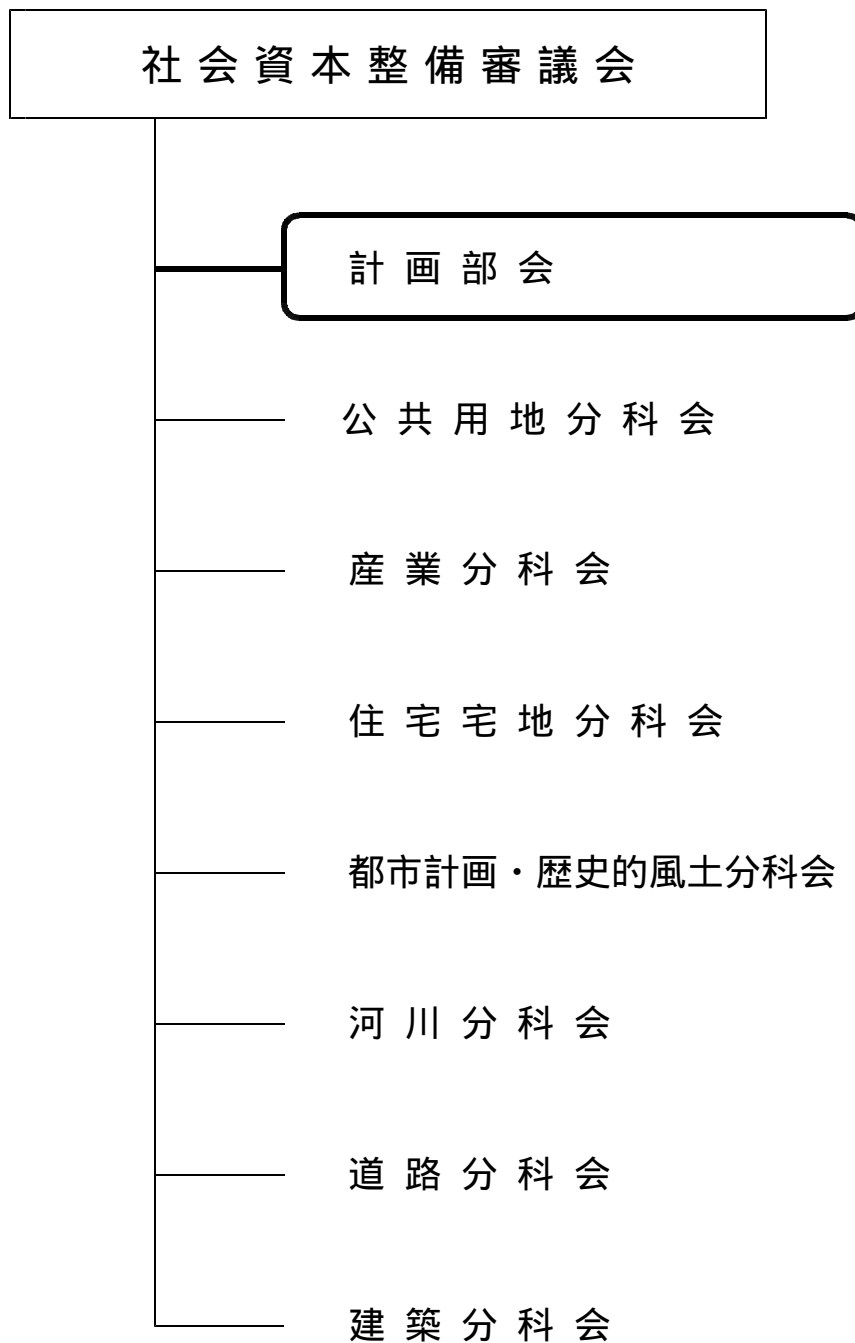 社会資本整備審議会
計画部会
公共用地分科会
産業分科会
住宅宅地分科会
都市計画・歴史的風土分科会
河川分科会
道路分科会
建築分科会